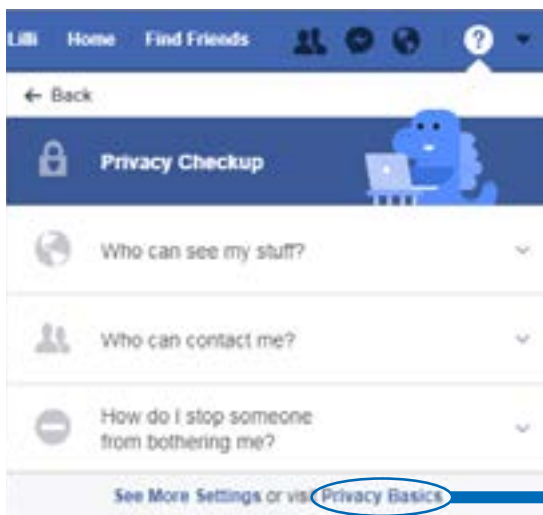 Lilli Home Find Friends ?
← Back
Privacy Checkup
Who can see my stuff?
Who can contact me?
How do I stop someone
from bothering me?
See More Settings or visit Privacy Basics